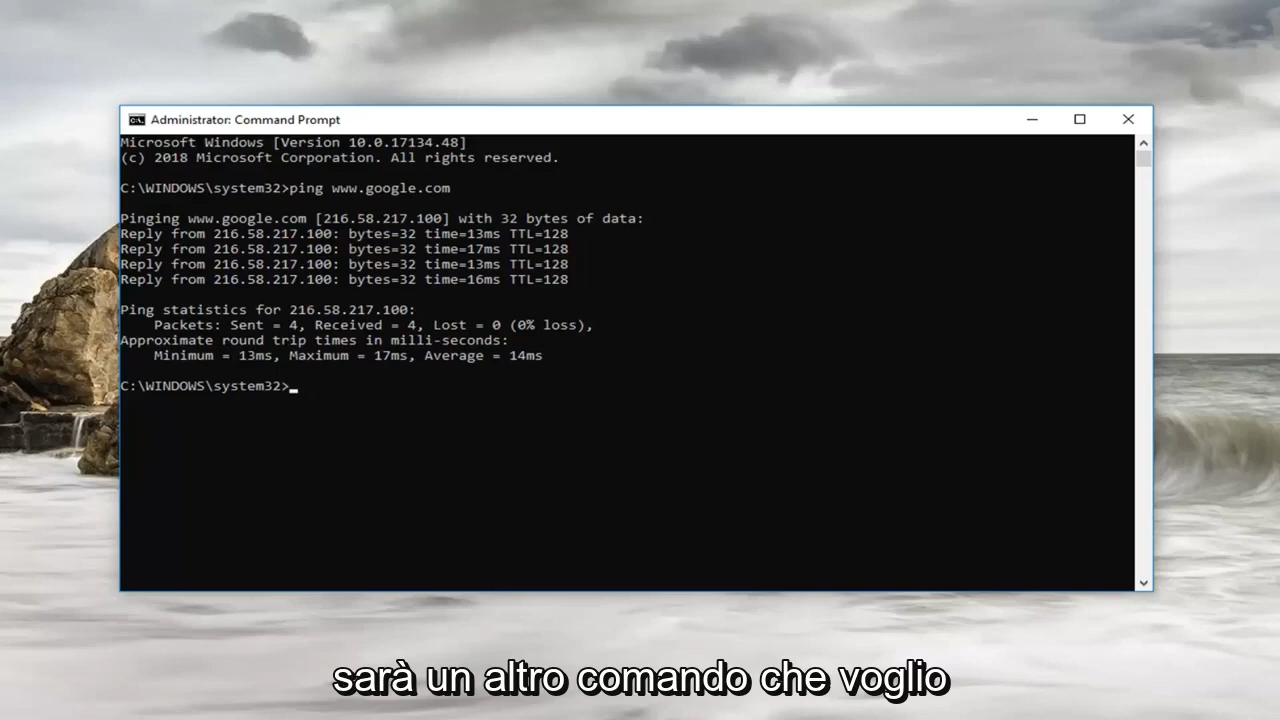 Administrator: Command Prompt
Microsoft Windows [Version 10.0.17134.48]
(c) 2018 Microsoft Corporation. All rights reserved.
C:\WINDOWS\system32>ping www.google.com
Pinging www.google.com [216.58.217.100] with 32 bytes of data:
Reply from 216.58.217.100: bytes=32 time=13ms TTL=128
Reply from 216.58.217.100: bytes=32 time=17ms TTL=128
Reply from 216.58.217.100: bytes=32 time=13ms TTL=128
Reply from 216.58.217.100: bytes=32 time=16ms TTL=128
Ping statistics for 216.58.217.100:
Packets: Sent = 4, Received = 4, Lost = 0 (0% loss),
Approximate round trip times in milli-seconds:
Minimum = 13ms, Maximum = 17ms, Average = 14ms
C:\WINDOWS\system32>
sarà un altro comando che voglio